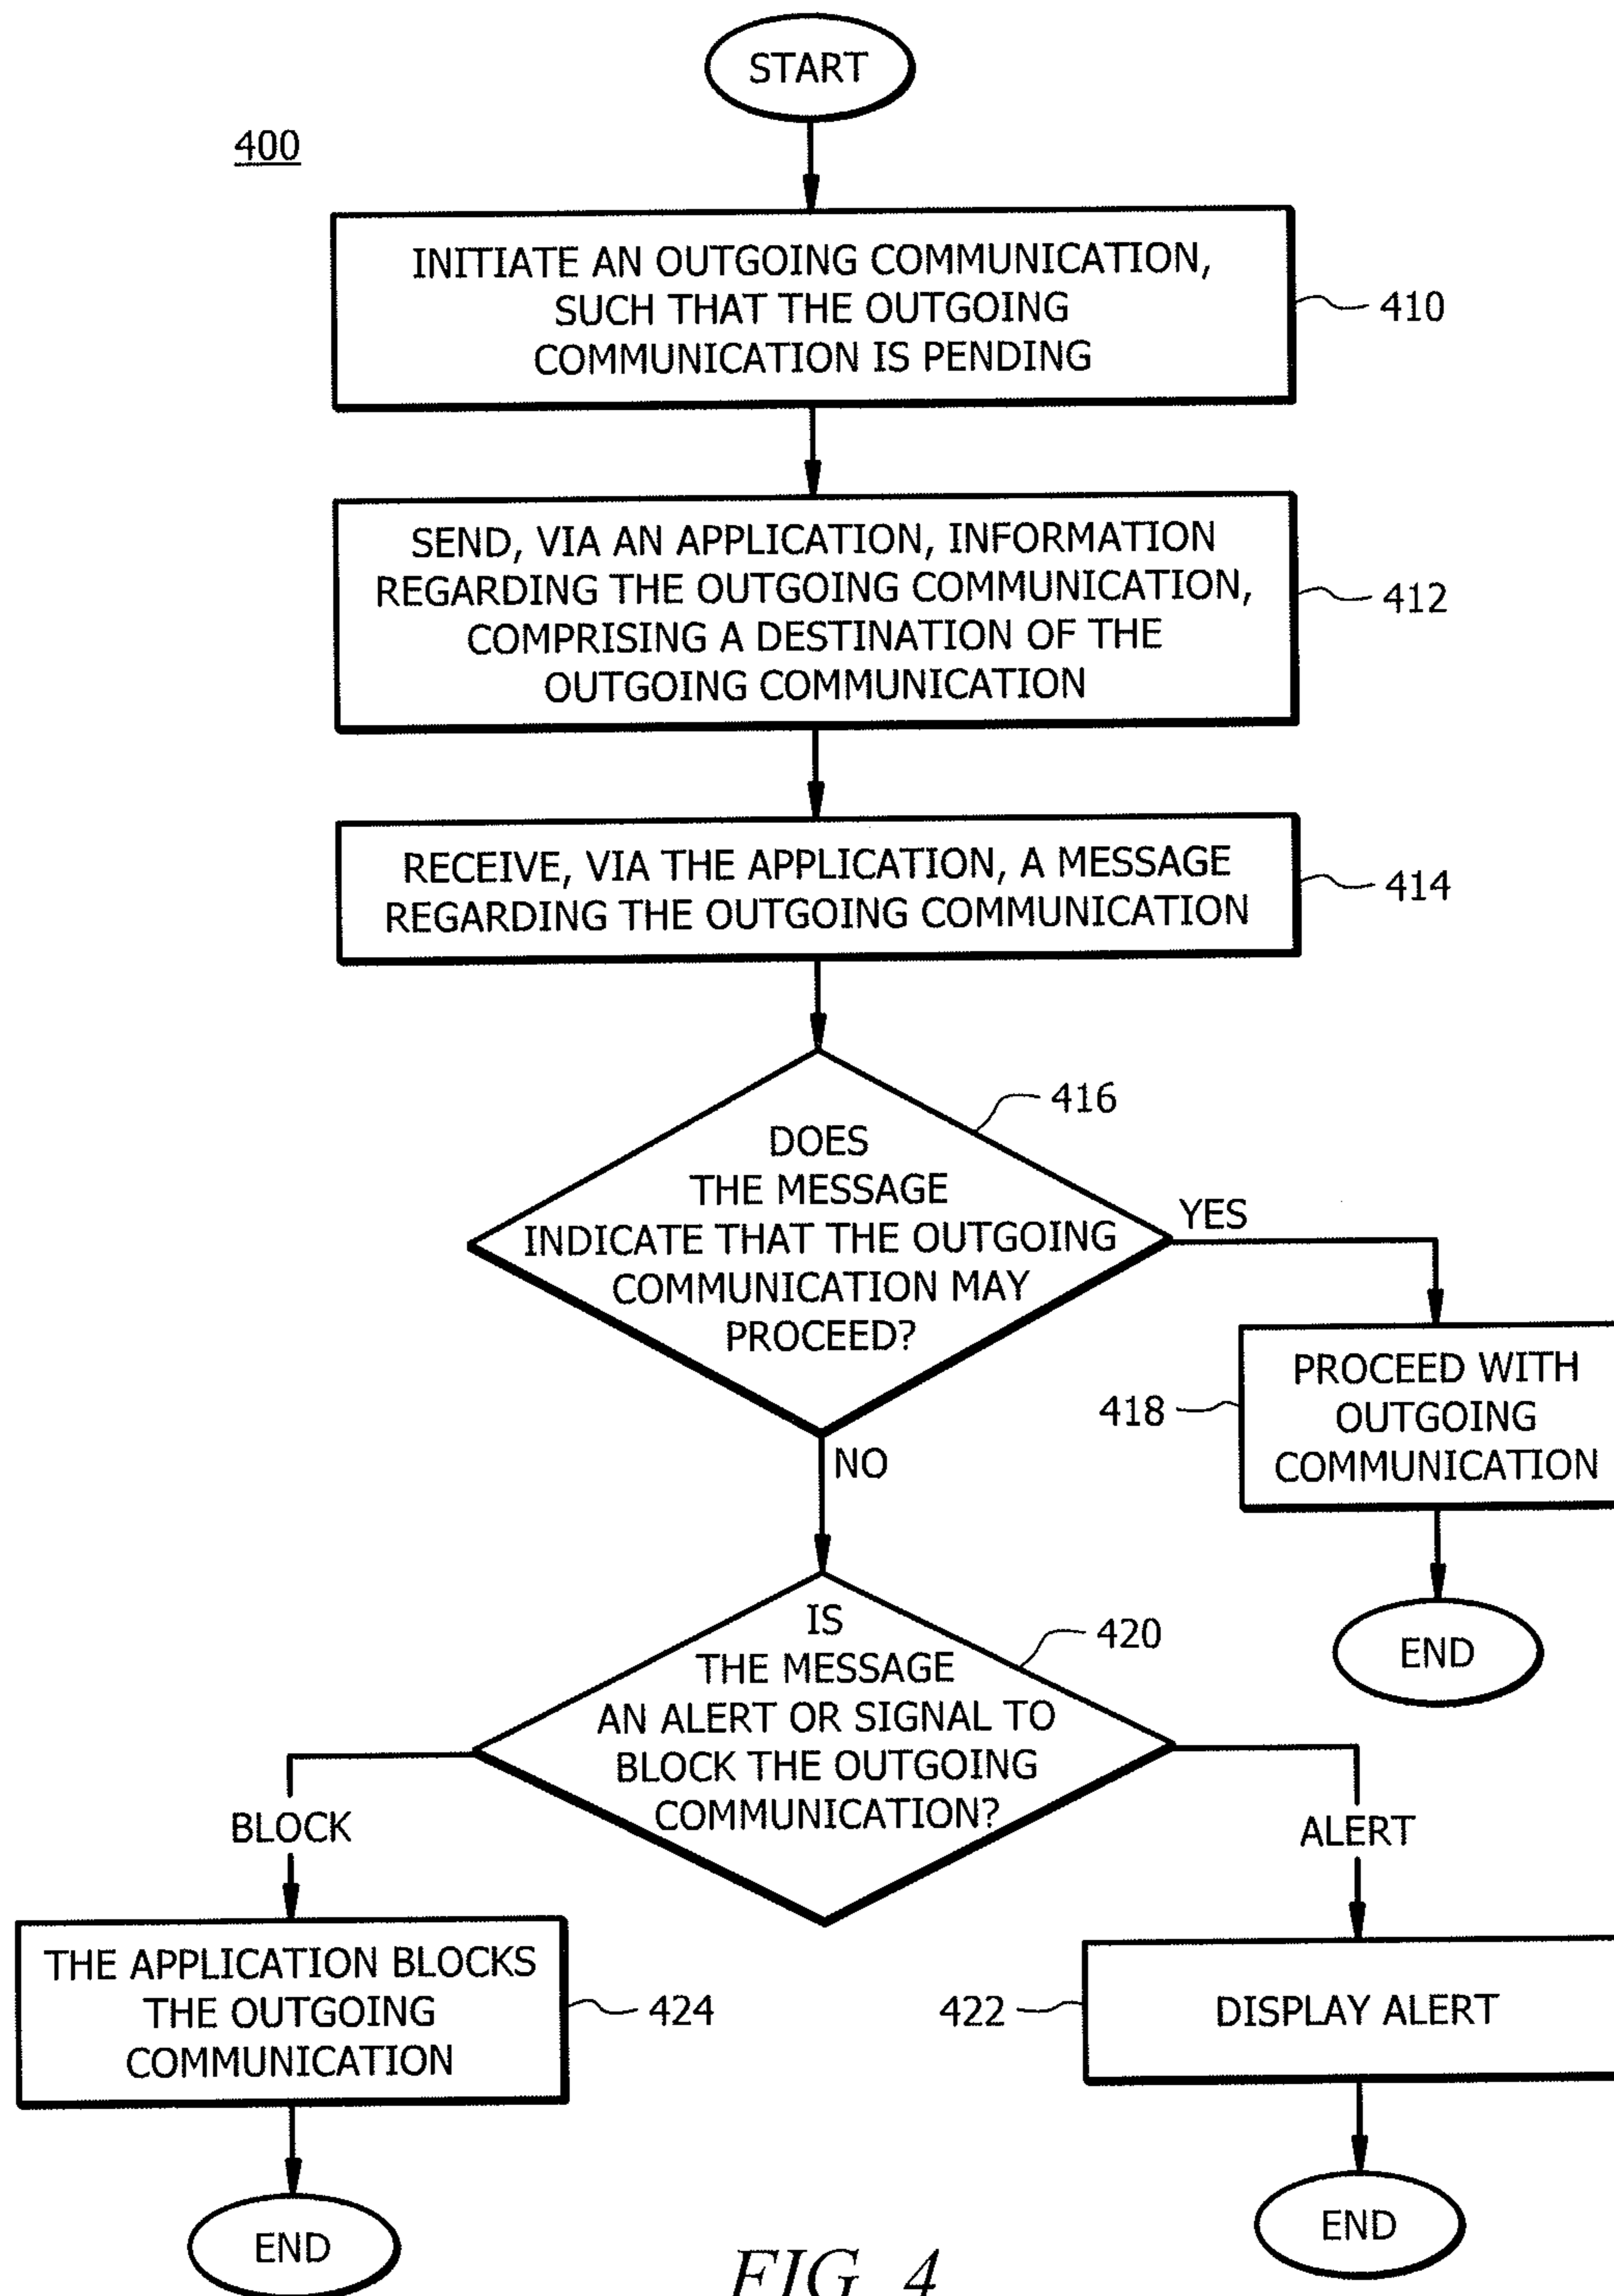 START
400
INITIATE AN OUTGOING COMMUNICATION,
SUCH THAT THE OUTGOING
COMMUNICATION IS PENDING
410
SEND, VIA AN APPLICATION, INFORMATION
REGARDING THE OUTGOING COMMUNICATION,
COMPRISING A DESTINATION OF THE
OUTGOING COMMUNICATION
412
RECEIVE, VIA THE APPLICATION, A MESSAGE
REGARDING THE OUTGOING COMMUNICATION
414
DOES
THE MESSAGE
INDICATE THAT THE OUTGOING
COMMUNICATION MAY
PROCEED?
416
YES
PROCEED WITH
OUTGOING
COMMUNICATION
418
END
NO
IS
THE MESSAGE
AN ALERT OR SIGNAL TO
BLOCK THE OUTGOING
COMMUNICATION?
420
BLOCK
ALERT
THE APPLICATION BLOCKS
THE OUTGOING
COMMUNICATION
424
422
DISPLAY ALERT
END
END
FIG. 4